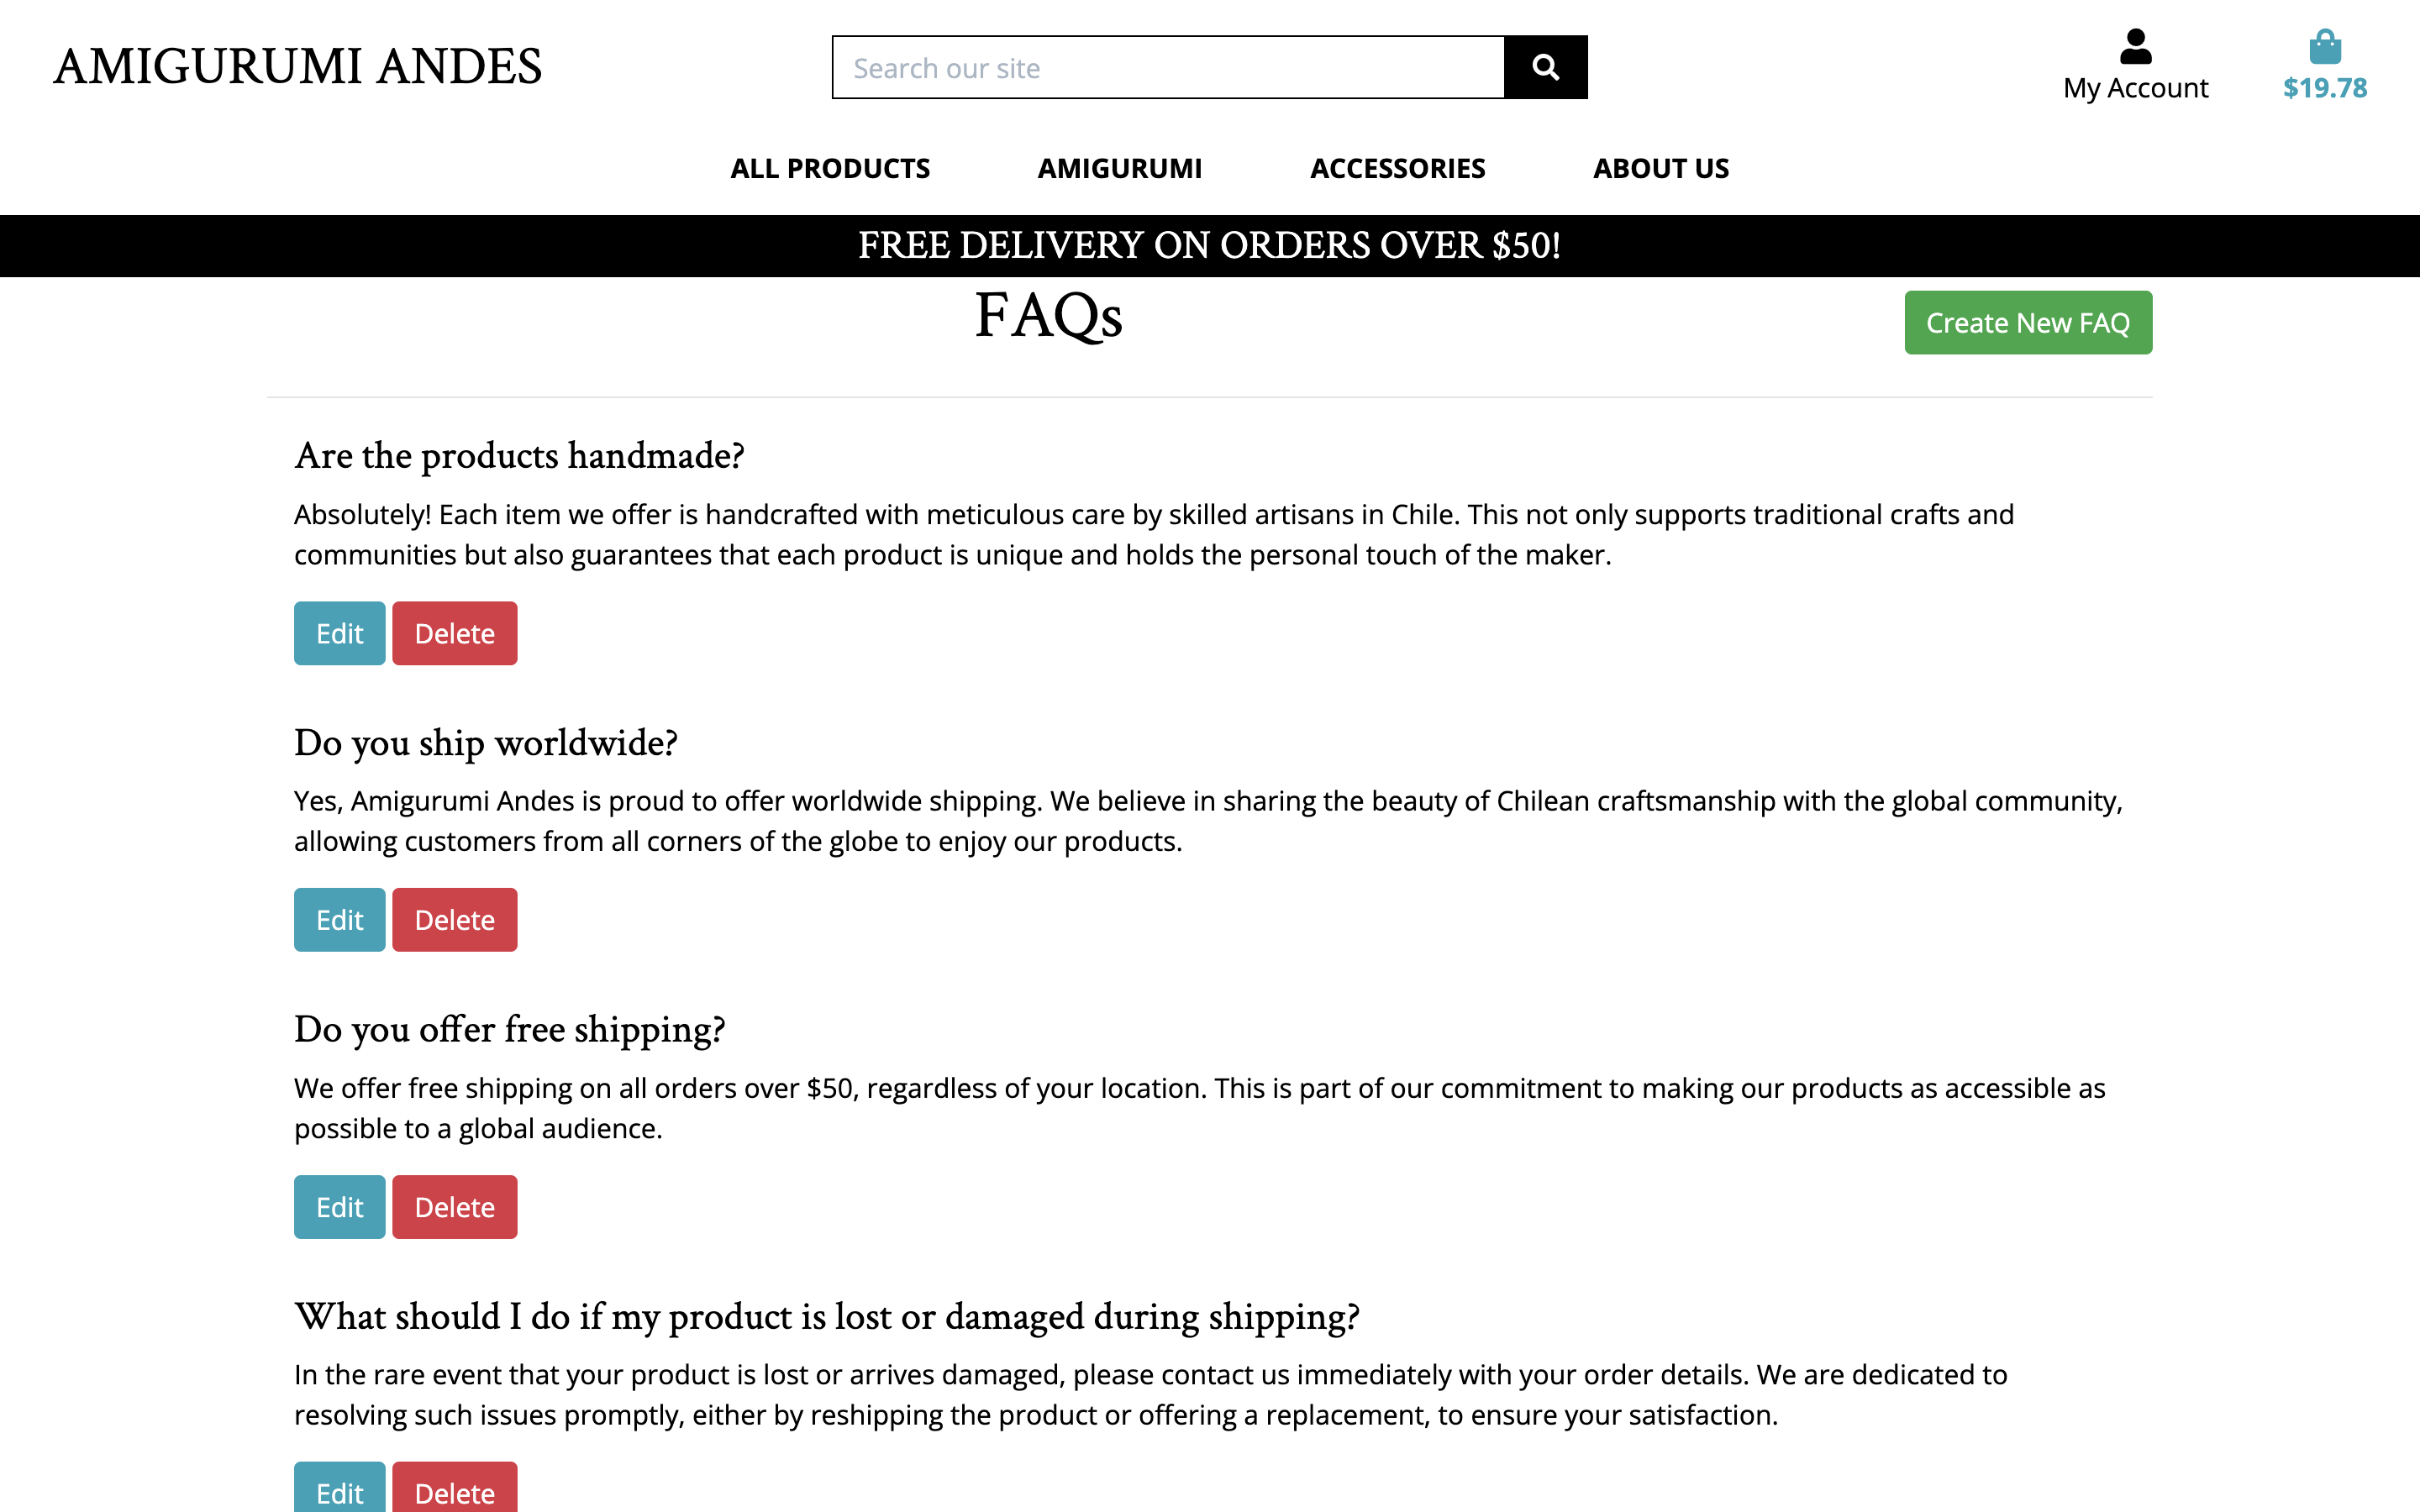 AMIGURUMI ANDES
Search our site
My Account
$19.78
ALL PRODUCTS AMIGURUMI ACCESSORIES ABOUT US
FREE DELIVERY ON ORDERS OVER $50!
FAQs
Create New FAQ
Are the products handmade?
Absolutely! Each item we offer is handcrafted with meticulous care by skilled artisans in Chile. This not only supports traditional crafts and
communities but also guarantees that each product is unique and holds the personal touch of the maker.
Edit Delete
Do you ship worldwide?
Yes, Amigurumi Andes is proud to offer worldwide shipping. We believe in sharing the beauty of Chilean craftsmanship with the global community,
allowing customers from all corners of the globe to enjoy our products.
Edit Delete
Do you offer free shipping?
We offer free shipping on all orders over $50, regardless of your location. This is part of our commitment to making our products as accessible as
possible to a global audience.
Edit Delete
What should I do if my product is lost or damaged during shipping?
In the rare event that your product is lost or arrives damaged, please contact us immediately with your order details. We are dedicated to
resolving such issues promptly, either by reshipping the product or offering a replacement, to ensure your satisfaction.
Edit Delete